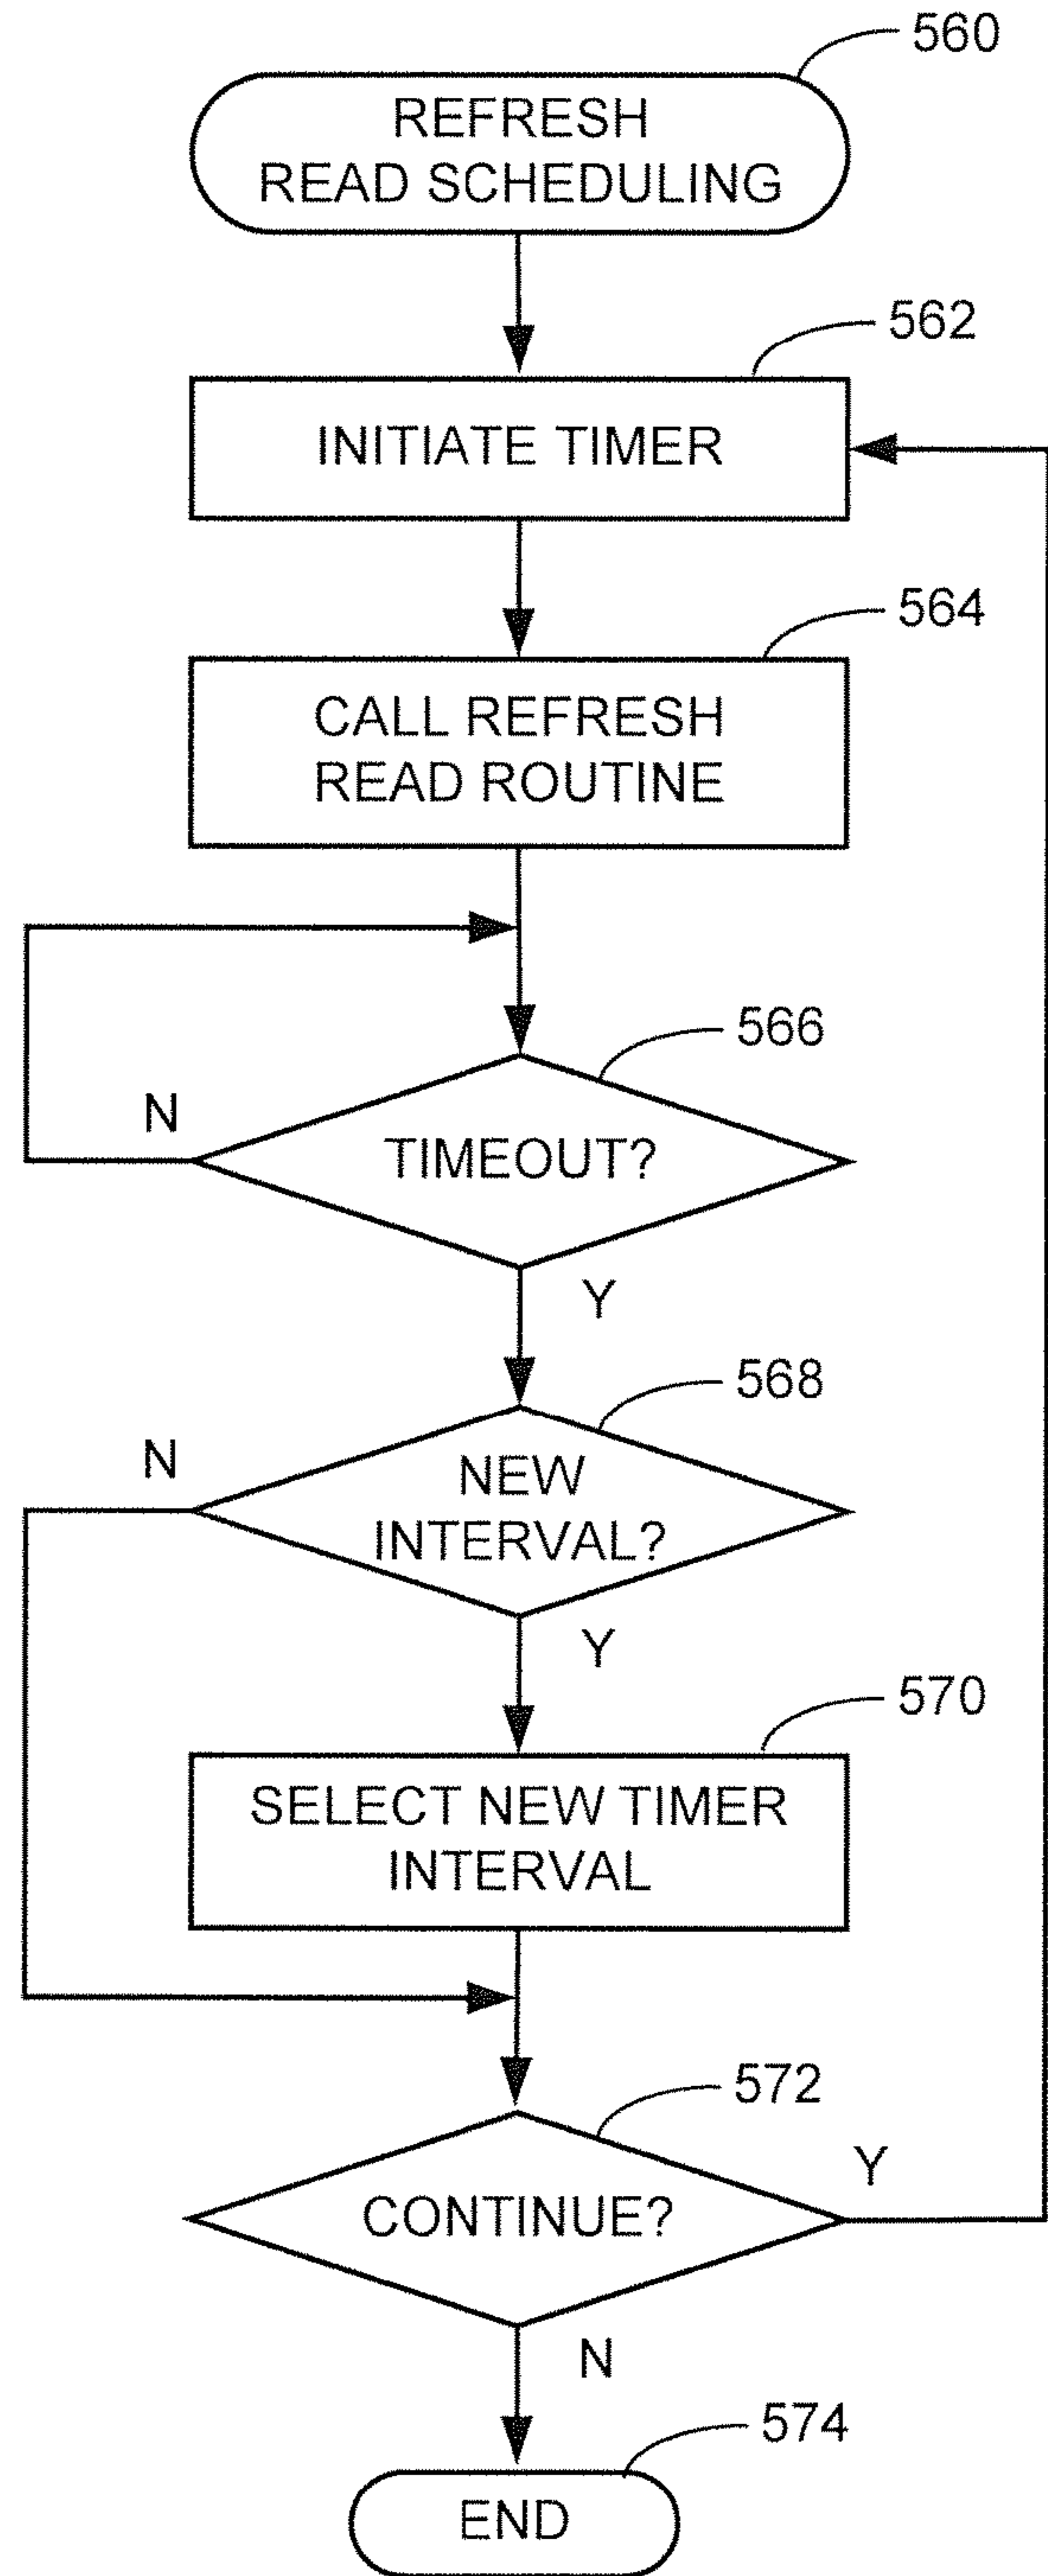 560
REFRESH
READ SCHEDULING
562
INITIATE TIMER
564
CALL REFRESH
READ ROUTINE
566
N
TIMEOUT?
Y
568
N
NEW
INTERVAL?
Y
570
SELECT NEW TIMER
INTERVAL
572
Y
CONTINUE?
N
574
END